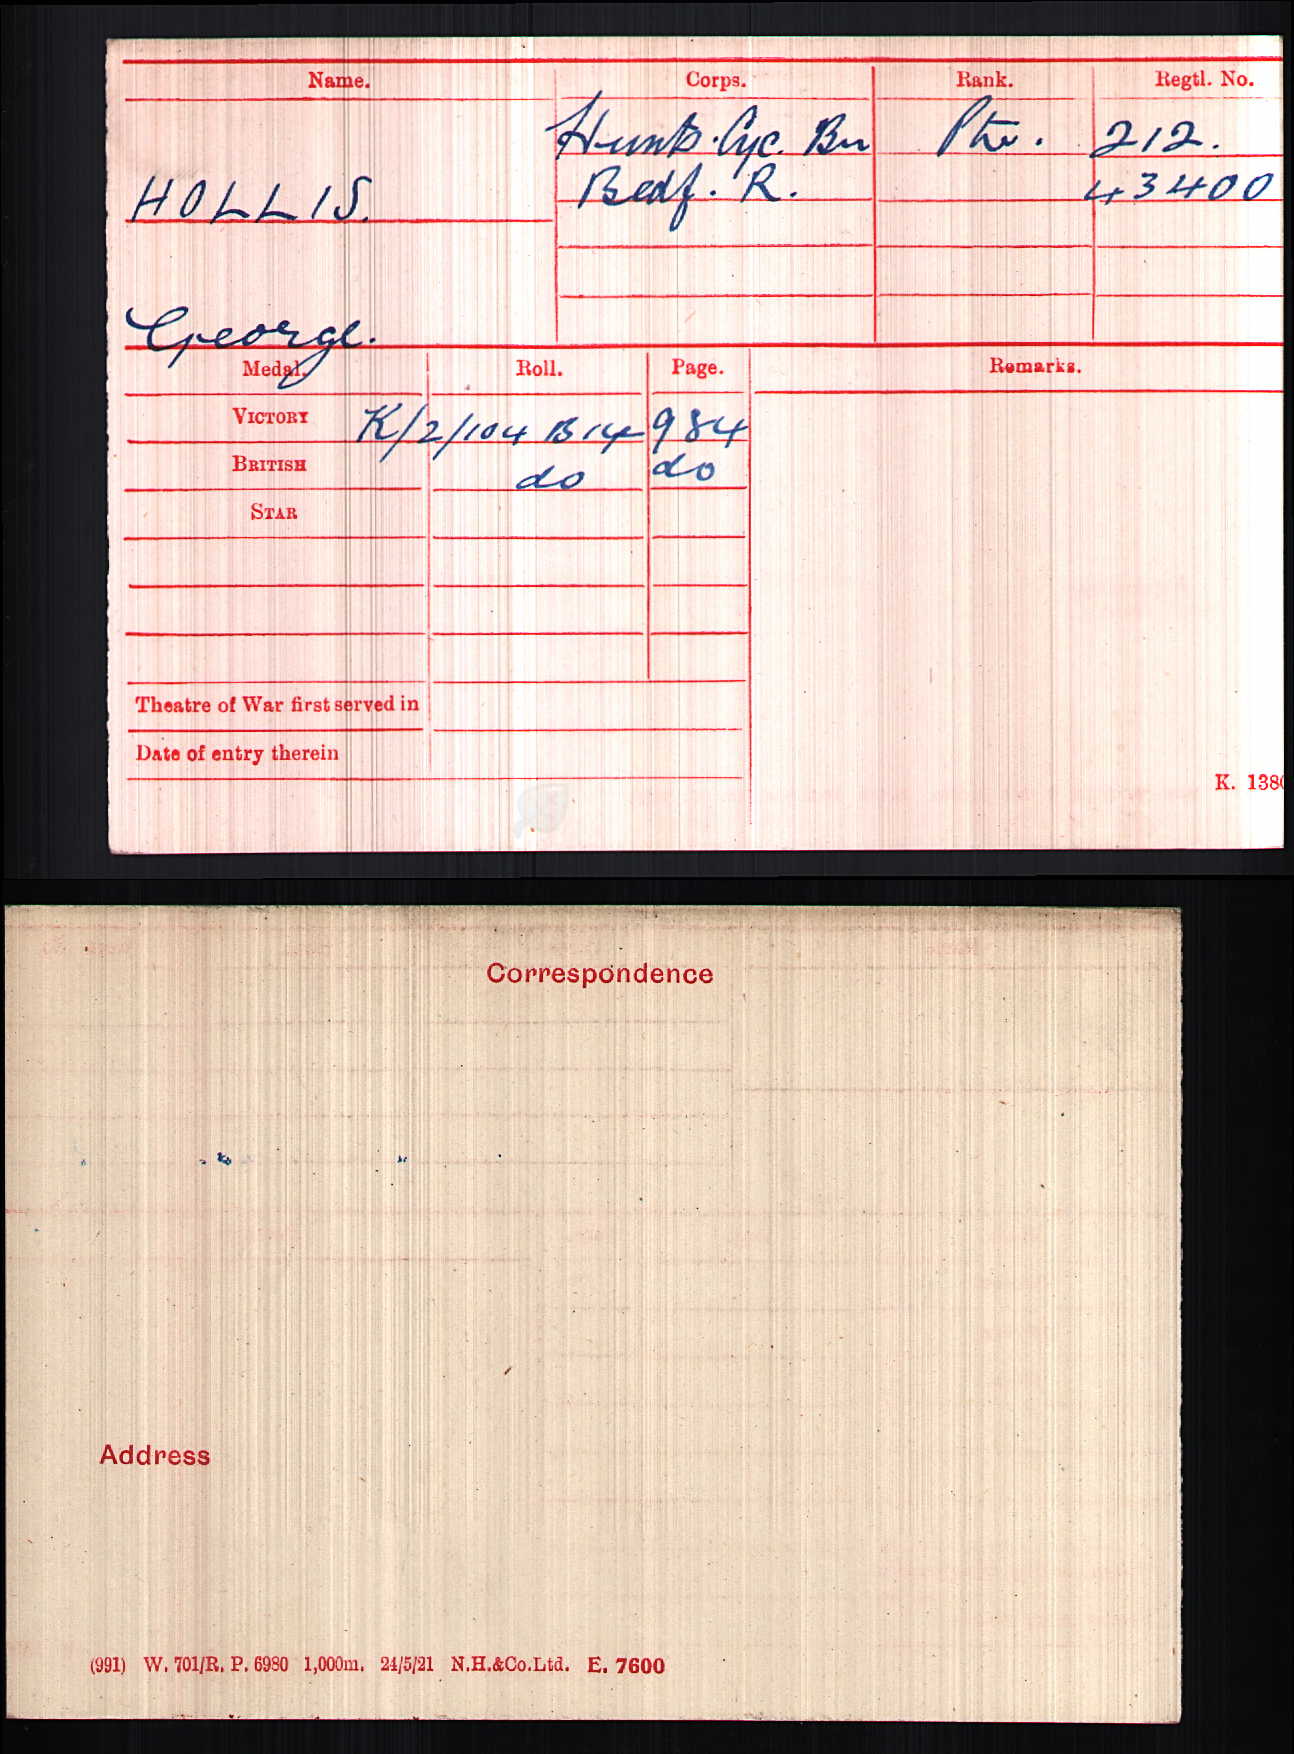 Name. Corps. Rank. Regtl. No.
Hunts. Cyc. Bn Pte. 212.
HOLLIS. Bedf. R. 43400
George.
Medal. Roll. Page. Remarks.
VICTORY K/2/104 B14 984
BRITISH do do
STAR
Theatre of War first served in
Date of entry therein
K. 1380
Correspondence
Address
(991) W. 701/R. P. 6980 1,000m. 24/5/21 N.H.&Co.Ltd. E. 7600